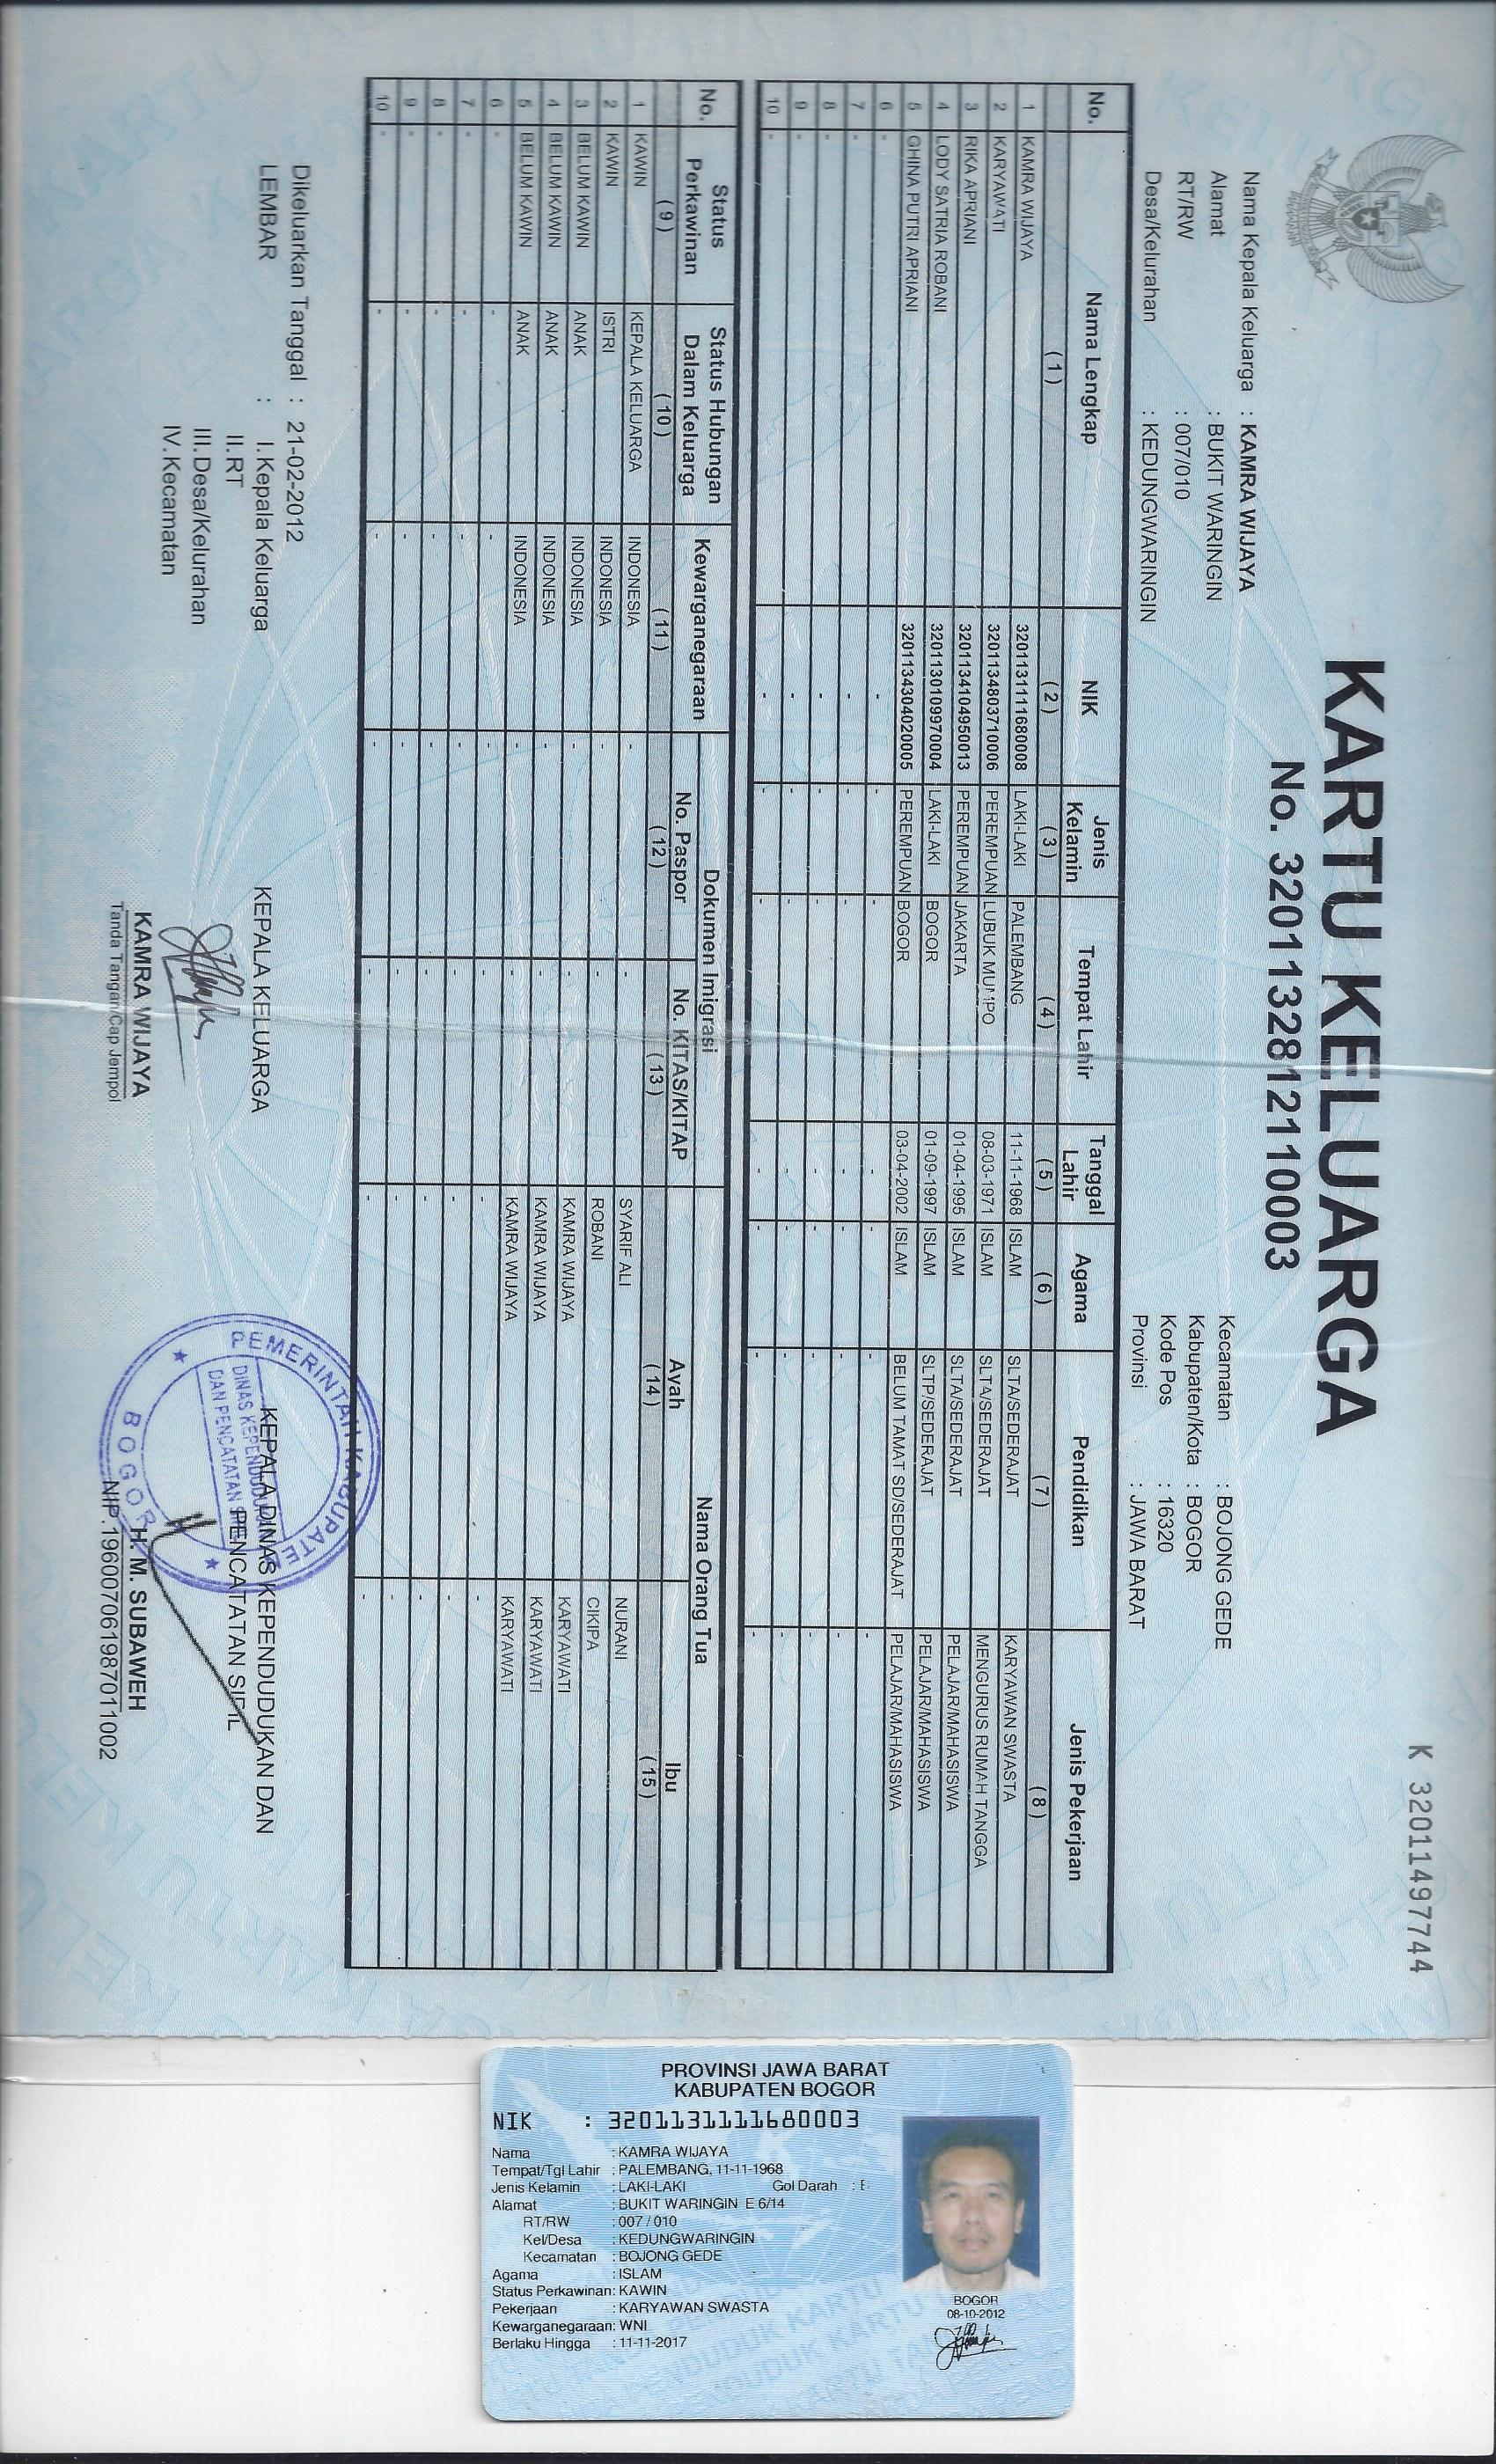 K 3201149 7744
KARTU KELUARGA
No. 3201132812110003
Nama Kepala Keluarga : KAMRA WIJAYA
Alamat : BUKIT WARINGIN
RT/RW : 007/010
Desa/Kelurahan : KEDUNGWARINGIN
Kecamatan : BOJONG GEDE
Kabupaten/Kota : BOGOR
Kode Pos : 16320
Provinsi : JAWA BARAT
No. Nama Lengkap NIK Jenis Kelamin Tempat Lahir Tanggal Lahir Agama Pendidikan Jenis Pekerjaan
(1) (2) (3) (4) (5) (6) (7) (8)
1 KAMRA WIJAYA 3201131111680008 LAKI-LAKI PALEMBANG 11-11-1968 ISLAM SLTA/SEDERAJAT KARYAWAN SWASTA
2 KARYAWATI 3201134803710006 PEREMPUAN LUBUK MUMPO 08-03-1971 ISLAM SLTA/SEDERAJAT MENGURUS RUMAH TANGGA
3 RIKA APRIANI 3201134104950013 PEREMPUAN JAKARTA 01-04-1995 ISLAM SLTA/SEDERAJAT PELAJAR/MAHASISWA
4 LODY SATRIA ROBANI 3201130109970004 LAKI-LAKI BOGOR 01-09-1997 ISLAM SLTP/SEDERAJAT PELAJAR/MAHASISWA
5 GHINA PUTRI APRIANI 3201134304020005 PEREMPUAN BOGOR 03-04-2002 ISLAM BELUM TAMAT SD/SEDERAJAT PELAJAR/MAHASISWA
6 - - - - - - - -
7 - - - - - - - -
8 - - - - - - - -
9 - - - - - - - -
10 - - - - - - - -
No. Status Perkawinan Status Hubungan Dalam Keluarga Kewarganegaraan Dokumen Imigrasi Nama Orang Tua
No. Paspor No. KITAS/KITAP Ayah Ibu
(9) (10) (11) (12) (13) (14) (15)
1 KAWIN KEPALA KELUARGA INDONESIA - - SYARIF ALI NURANI
2 KAWIN ISTRI INDONESIA - - ROBANI CIKIPA
3 BELUM KAWIN ANAK INDONESIA - - KAMRA WIJAYA KARYAWATI
4 BELUM KAWIN ANAK INDONESIA - - KAMRA WIJAYA KARYAWATI
5 BELUM KAWIN ANAK INDONESIA - - KAMRA WIJAYA KARYAWATI
6 - - - - - - -
7 - - - - - - -
8 - - - - - - -
9 - - - - - - -
10 - - - - - - -
Dikeluarkan Tanggal : 21-02-2012
LEMBAR : I. Kepala Keluarga
II. RT
III. Desa/Kelurahan
IV. Kecamatan
KEPALA KELUARGA
KAMRA WIJAYA
Tanda Tangan/Cap Jempol
KEPALA DINAS KEPENDUDUKAN DAN
PENCATATAN SIPIL
H. M. SUBAWEH
NIP.196007061987011002
PEMERINTAH KABUPATEN
DINAS KEPENDUDUKAN
DAN PENCATATAN SIPIL
BOGOR
PROVINSI JAWA BARAT
KABUPATEN BOGOR
NIK : 3201131111680003
Nama : KAMRA WIJAYA
Tempat/Tgl Lahir : PALEMBANG, 11-11-1968
Jenis Kelamin : LAKI-LAKI Gol Darah :
Alamat : BUKIT WARINGIN E 6/14
RT/RW : 007 / 010
Kel/Desa : KEDUNGWARINGIN
Kecamatan : BOJONG GEDE
Agama : ISLAM
Status Perkawinan: KAWIN
Pekerjaan : KARYAWAN SWASTA
Kewarganegaraan: WNI
Berlaku Hingga : 11-11-2017
BOGOR
08-10-2012